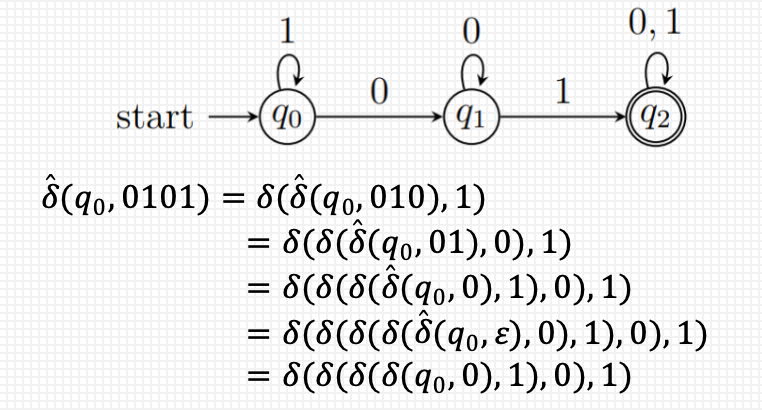 1 0 0, 1
0 1
start q₀ q₁ q₂
δ̂(q₀, 0101) = δ(δ̂(q₀, 010), 1)
= δ(δ(δ̂(q₀, 01), 0), 1)
= δ(δ(δ(δ̂(q₀, 0), 1), 0), 1)
= δ(δ(δ(δ(δ̂(q₀, ε), 0), 1), 0), 1)
= δ(δ(δ(δ(q₀, 0), 1), 0), 1)